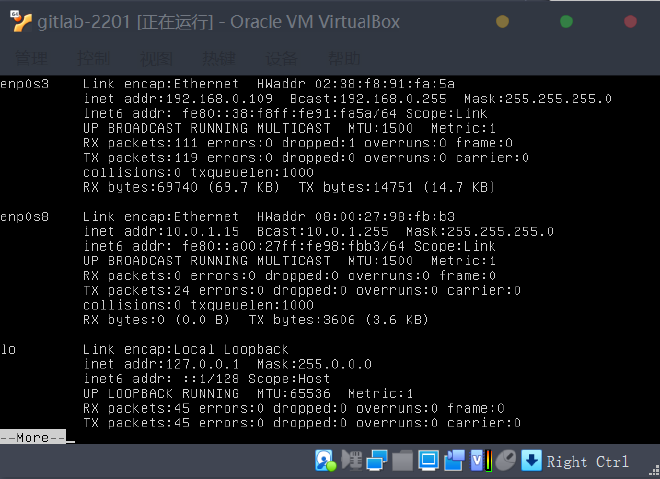 gitlab-2201 [正在运行] - Oracle VM VirtualBox
管理 控制 视图 热键 设备 帮助
enp0s3 Link encap:Ethernet HWaddr 02:38:f8:91:fa:5a
inet addr:192.168.0.109 Bcast:192.168.0.255 Mask:255.255.255.0
inet6 addr: fe80::38:f8ff:fe91:fa5a/64 Scope:Link
UP BROADCAST RUNNING MULTICAST MTU:1500 Metric:1
RX packets:111 errors:0 dropped:1 overruns:0 frame:0
TX packets:119 errors:0 dropped:0 overruns:0 carrier:0
collisions:0 txqueuelen:1000
RX bytes:69740 (69.7 KB) TX bytes:14751 (14.7 KB)
enp0s8 Link encap:Ethernet HWaddr 08:00:27:98:fb:b3
inet addr:10.0.1.15 Bcast:10.0.1.255 Mask:255.255.255.0
inet6 addr: fe80::a00:27ff:fe98:fbb3/64 Scope:Link
UP BROADCAST RUNNING MULTICAST MTU:1500 Metric:1
RX packets:0 errors:0 dropped:0 overruns:0 frame:0
TX packets:24 errors:0 dropped:0 overruns:0 carrier:0
collisions:0 txqueuelen:1000
RX bytes:0 (0.0 B) TX bytes:3606 (3.6 KB)
lo Link encap:Local Loopback
inet addr:127.0.0.1 Mask:255.0.0.0
inet6 addr: ::1/128 Scope:Host
UP LOOPBACK RUNNING MTU:65536 Metric:1
RX packets:45 errors:0 dropped:0 overruns:0 frame:0
TX packets:45 errors:0 dropped:0 overruns:0 carrier:0
--More--
Right Ctrl